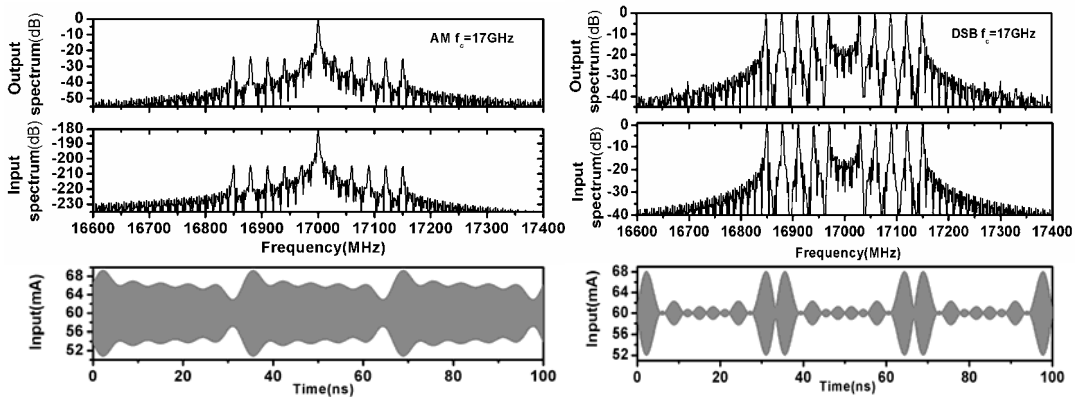 AM f_c=17GHz
Output spectrum(dB)
0
-10
-20
-30
-40
-50
Input spectrum(dB)
-180
-190
-200
-210
-220
-230
16600 16700 16800 16900 17000 17100 17200 17300 17400
Frequency(MHz)
Input(mA)
68
64
60
56
52
0 20 40 60 80 100
Time(ns)
DSB f_c=17GHz
Output spectrum(dB)
0
-10
-20
-30
-40
Input spectrum(dB)
0
-10
-20
-30
-40
16600 16700 16800 16900 17000 17100 17200 17300 17400
Frequency(MHz)
Input(mA)
68
64
60
56
52
0 20 40 60 80 100
Time(ns)